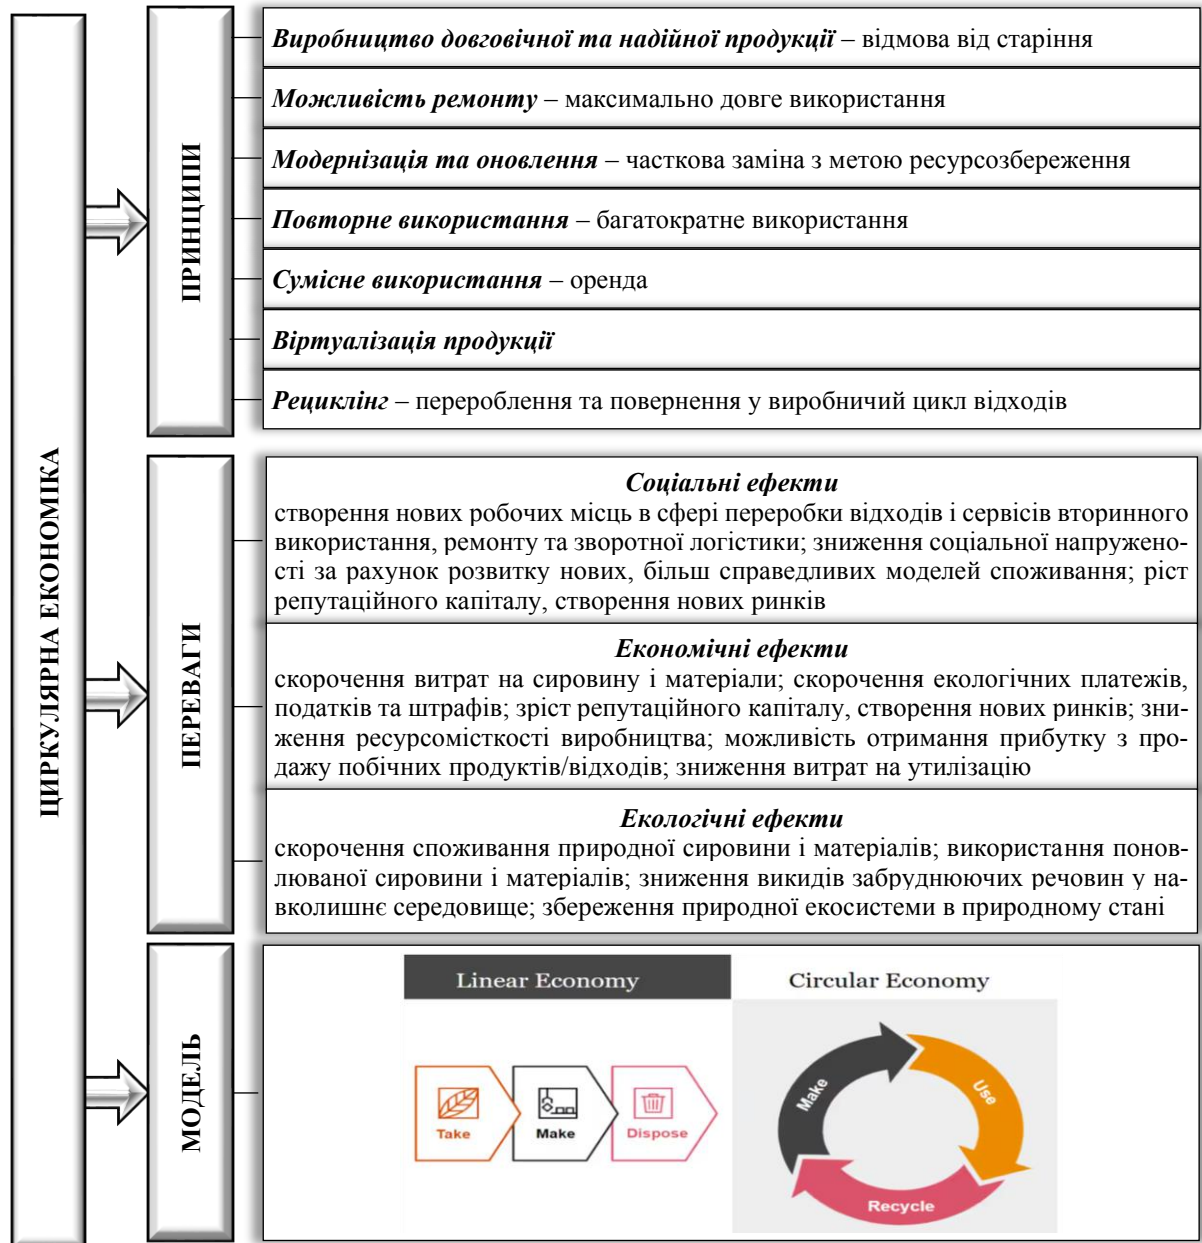 ЦИРКУЛЯРНА ЕКОНОМІКА
ПРИНЦИПИ
Виробництво довговічної та надійної продукції – відмова від старіння
Можливість ремонту – максимально довге використання
Модернізація та оновлення – часткова заміна з метою ресурсозбереження
Повторне використання – багатократне використання
Сумісне використання – оренда
Віртуалізація продукції
Рециклінг – перероблення та повернення у виробничий цикл відходів
ПЕРЕВАГИ
Соціальні ефекти
створення нових робочих місць в сфері переробки відходів і сервісів вторинного
використання, ремонту та зворотної логістики; зниження соціальної напружено-
сті за рахунок розвитку нових, більш справедливих моделей споживання; ріст
репутаційного капіталу, створення нових ринків
Економічні ефекти
скорочення витрат на сировину і матеріали; скорочення екологічних платежів,
податків та штрафів; зріст репутаційного капіталу, створення нових ринків; зни-
ження ресурсомісткості виробництва; можливість отримання прибутку з про-
дажу побічних продуктів/відходів; зниження витрат на утилізацію
Екологічні ефекти
скорочення споживання природної сировини і матеріалів; використання понов-
люваної сировини і матеріалів; зниження викидів забруднюючих речовин у на-
вколишнє середовище; збереження природної екосистеми в природному стані
МОДЕЛЬ
Linear Economy
Take
Make
Dispose
Circular Economy
Make
Use
Recycle